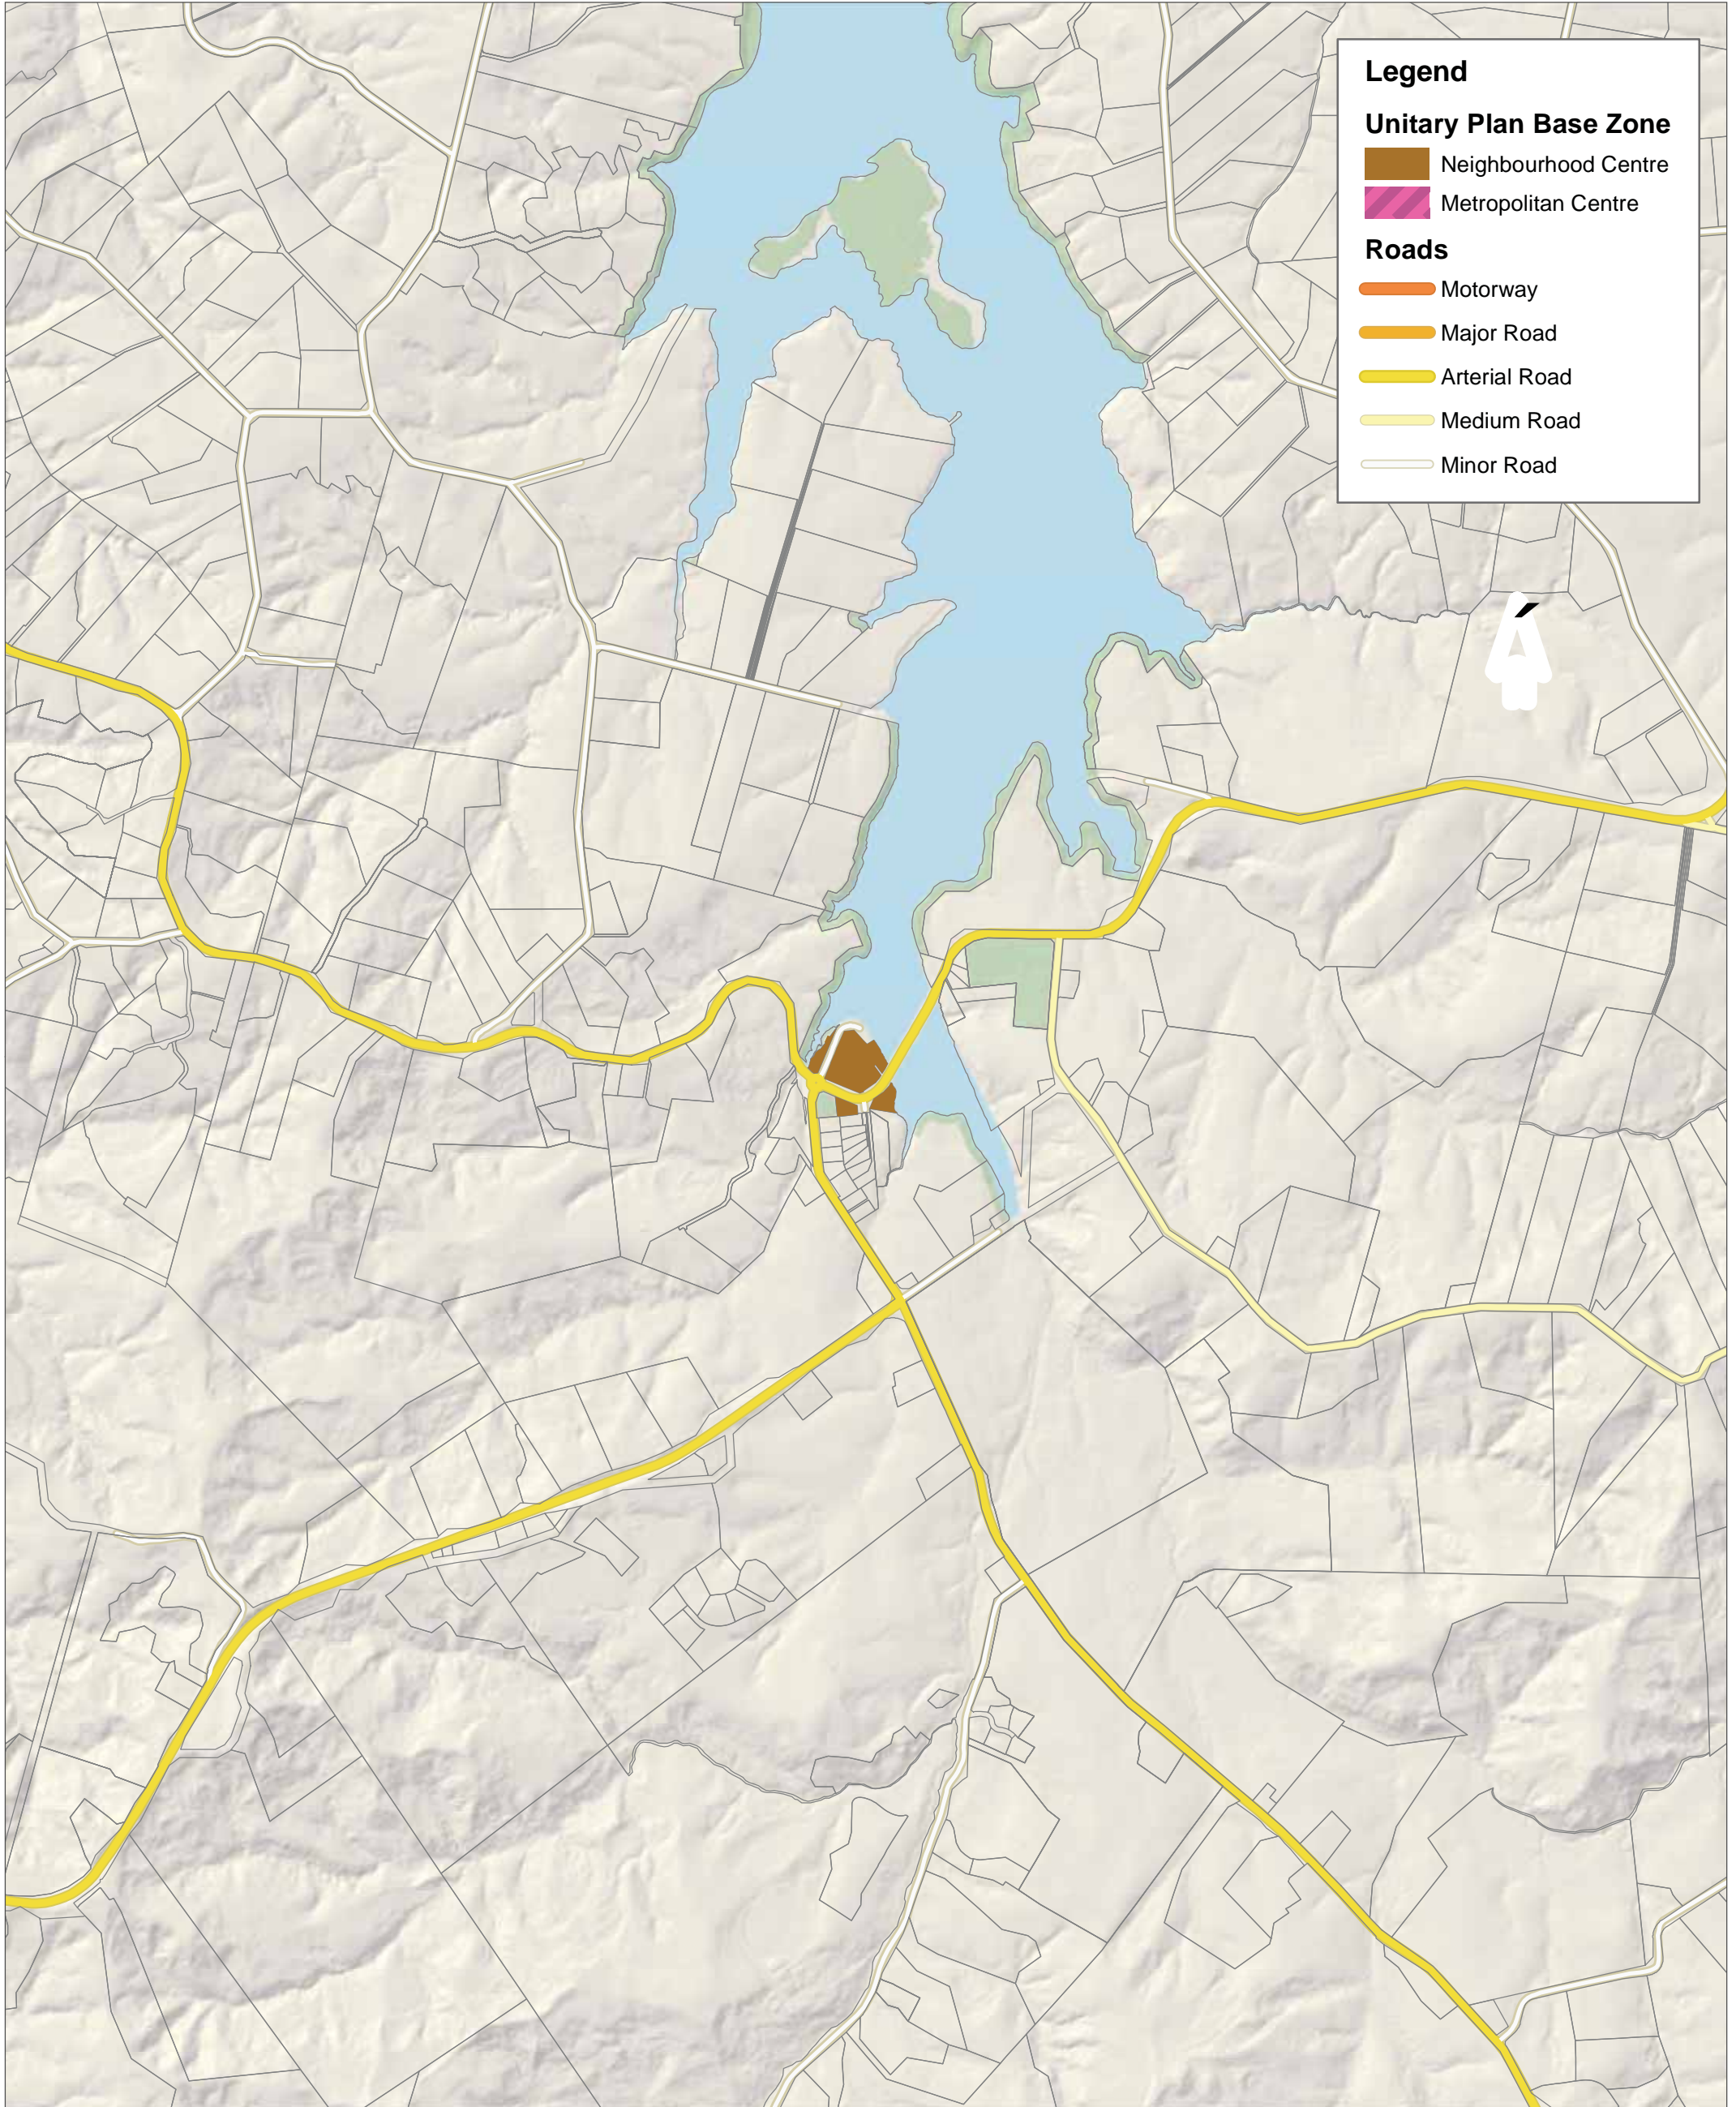 Legend
Unitary Plan Base Zone
Neighbourhood Centre
Metropolitan Centre
Roads
Motorway
Major Road
Arterial Road
Medium Road
Minor Road